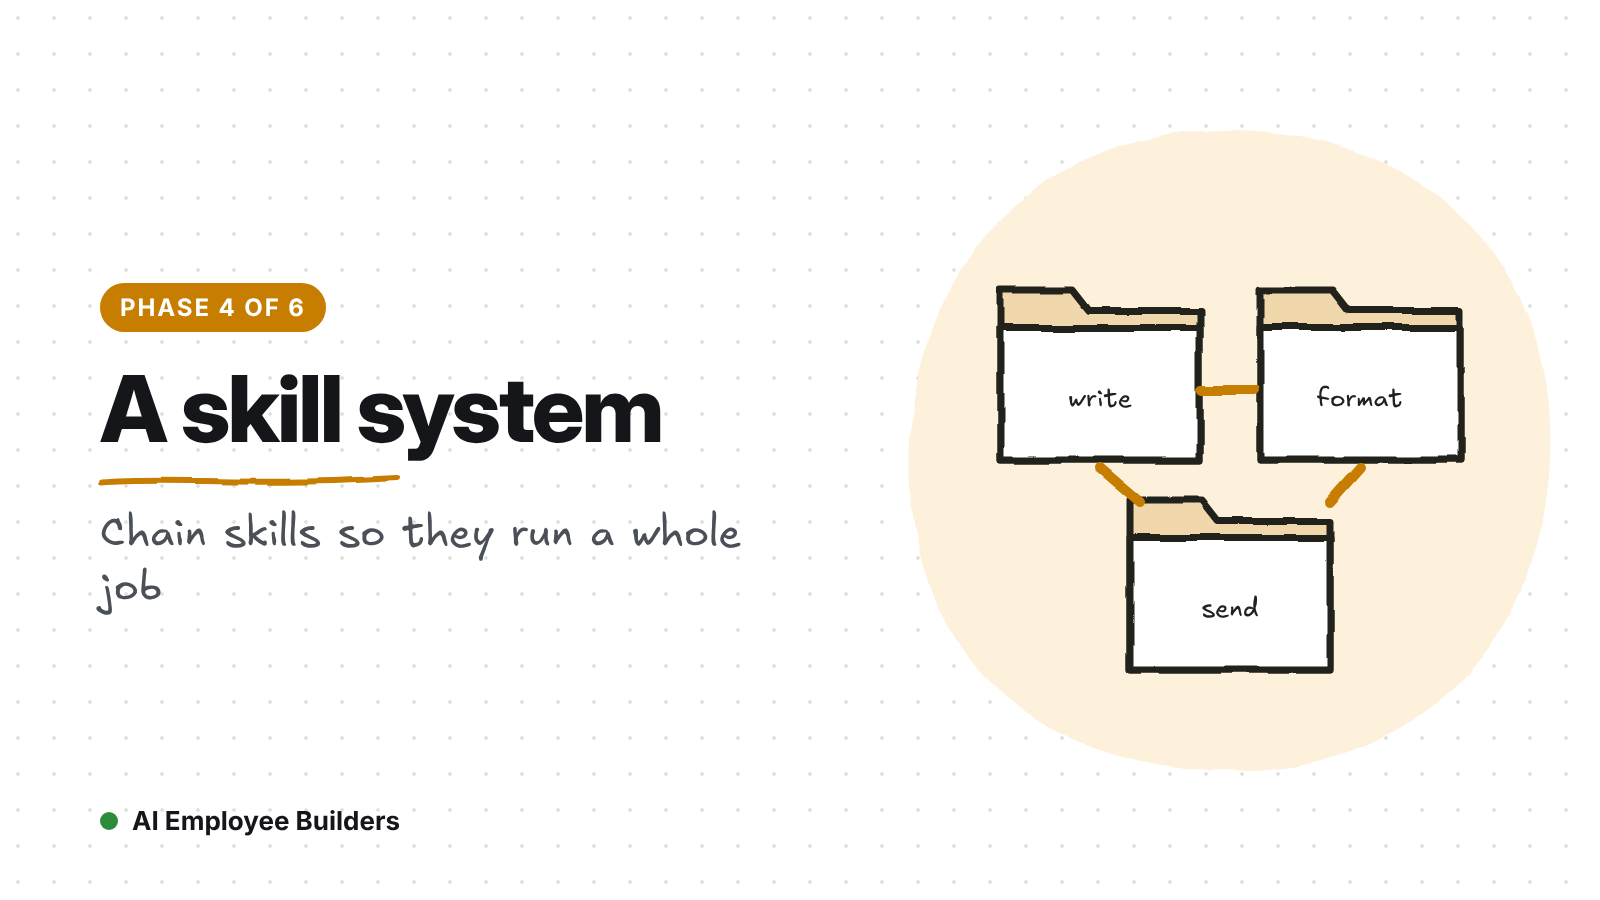 PHASE 4 OF 6
A skill system
Chain skills so they run a whole
job
write
format
send
AI Employee Builders